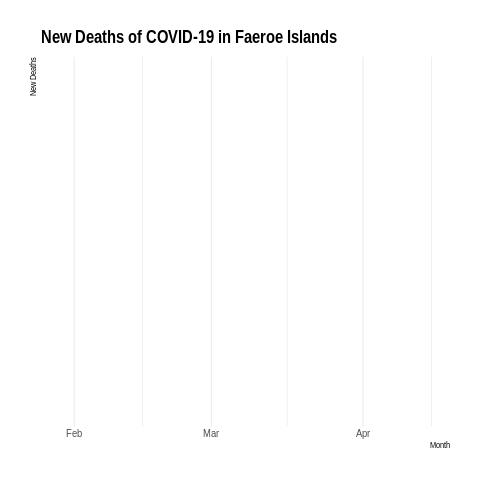 New Deaths of COVID-19 in Faeroe Islands
New Deaths
Feb Mar Apr
Month